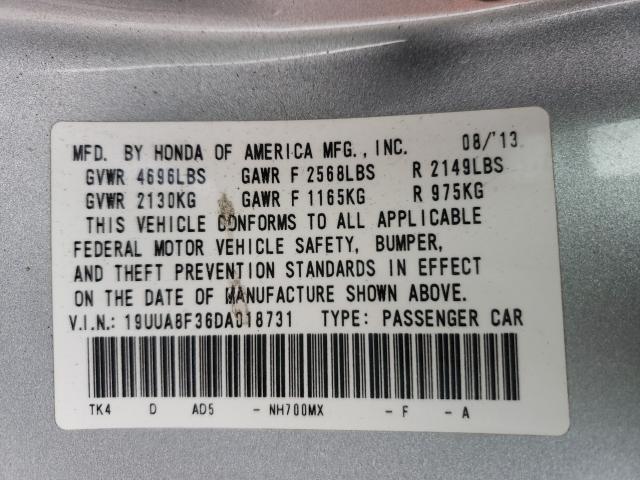 MFD. BY HONDA OF AMERICA MFG., INC. 08/'13
GVWR 4696LBS GAWR F 2568LBS R 2149LBS
GVWR 2130KG GAWR F 1165KG R 975KG
THIS VEHICLE CONFORMS TO ALL APPLICABLE
FEDERAL MOTOR VEHICLE SAFETY, BUMPER,
AND THEFT PREVENTION STANDARDS IN EFFECT
ON THE DATE OF MANUFACTURE SHOWN ABOVE.
V.I.N.: 19UUA8F36DA018731 TYPE: PASSENGER CAR
TK4 D AD5 - NH700MX - F - A